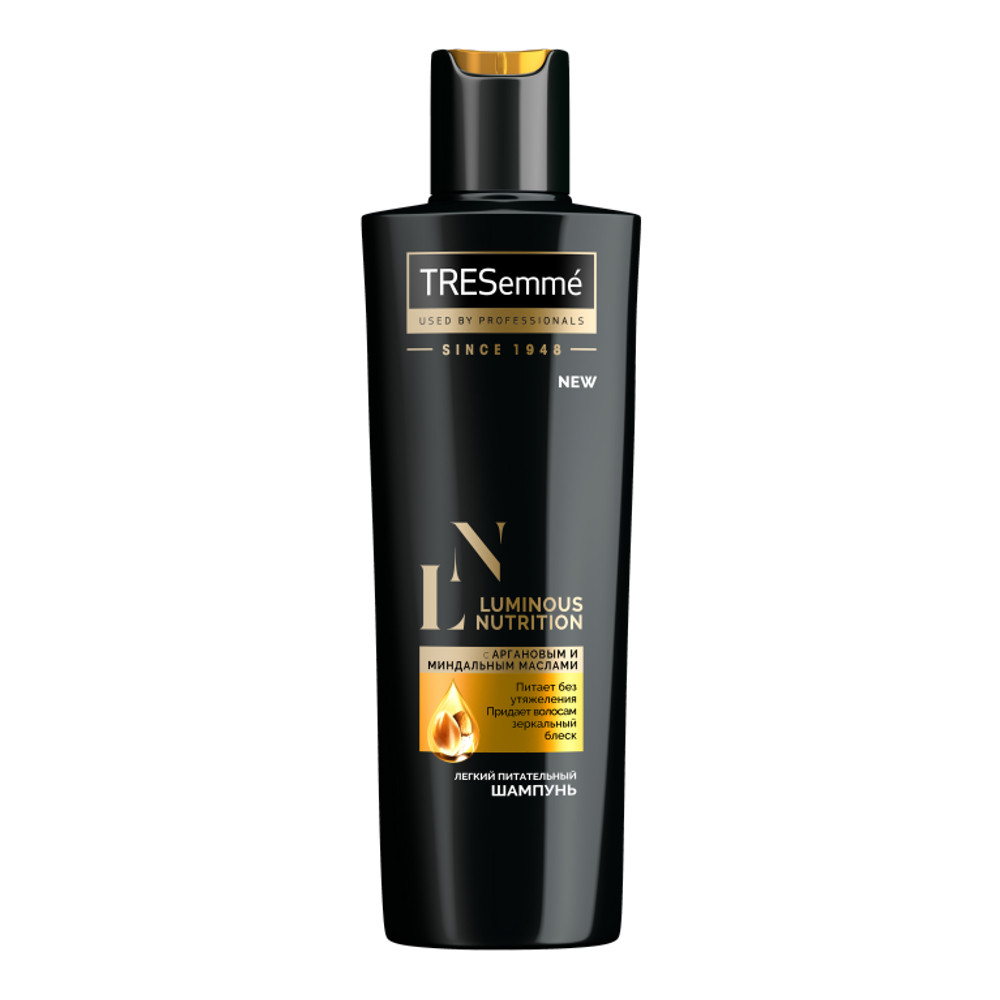 TRESemmé
USED BY PROFESSIONALS
SINCE 1948
NEW
LN
LUMINOUS
NUTRITION
С АРГАНОВЫМ И
МИНДАЛЬНЫМ МАСЛАМИ
Питает без
утяжеления
Придает волосам
зеркальный
блеск
ЛЕГКИЙ ПИТАТЕЛЬНЫЙ
ШАМПУНЬ